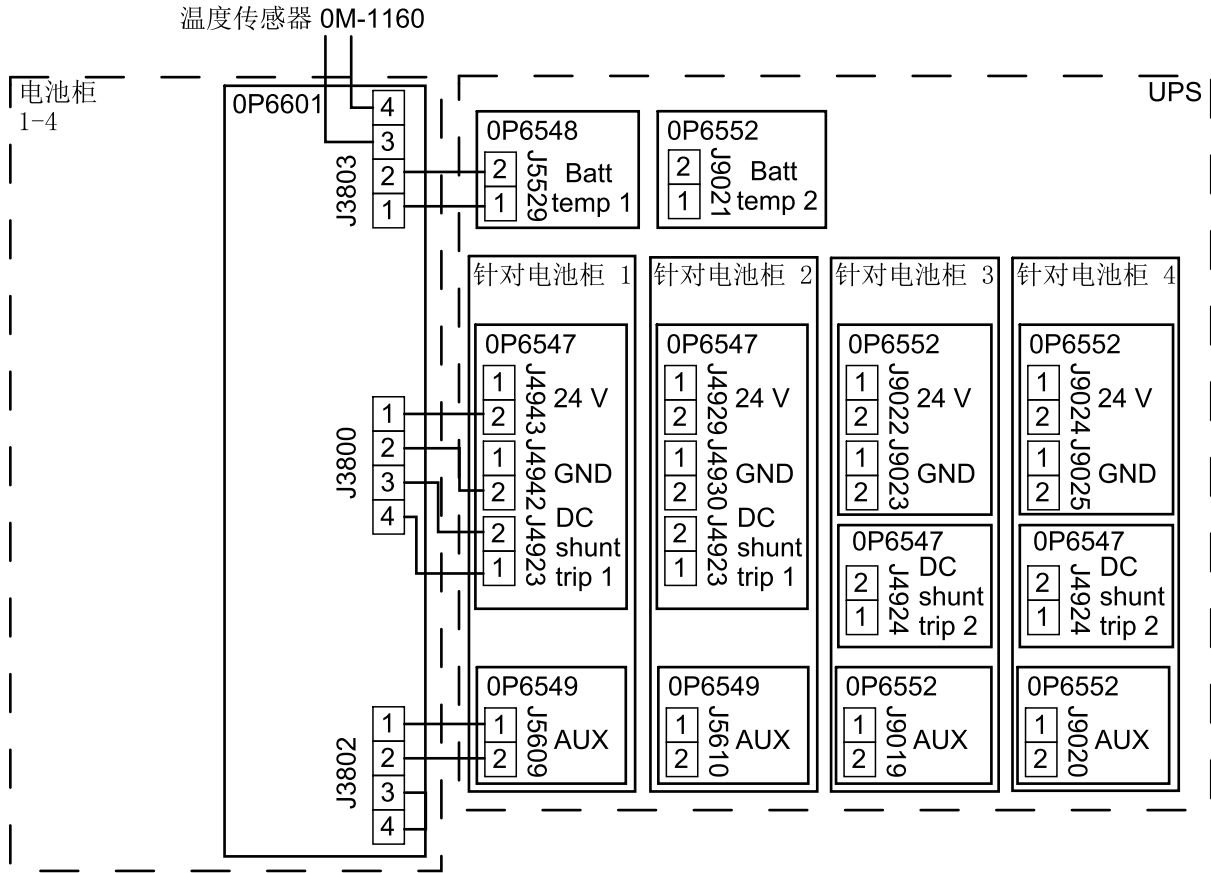 温度传感器 0M-1160
电池柜
1-4
0P6601
J3803
4
3
2
1
J3800
1
2
3
4
J3802
1
2
3
4
UPS
0P6548
2
1
J5529
Batt
temp 1
0P6552
2
1
J9021
Batt
temp 2
针对电池柜 1
0P6547
1
2
J4943
24 V
1
2
J4942
GND
2
1
J4923
DC
shunt
trip 1
0P6549
1
2
J5609
AUX
针对电池柜 2
0P6547
1
2
J4929
24 V
1
2
J4930
GND
2
1
J4923
DC
shunt
trip 1
0P6549
1
2
J5610
AUX
针对电池柜 3
0P6552
1
2
J9022
24 V
1
2
J9023
GND
0P6547
2
1
J4924
DC
shunt
trip 2
0P6552
1
2
J9019
AUX
针对电池柜 4
0P6552
1
2
J9024
24 V
1
2
J9025
GND
0P6547
2
1
J4924
DC
shunt
trip 2
0P6552
1
2
J9020
AUX